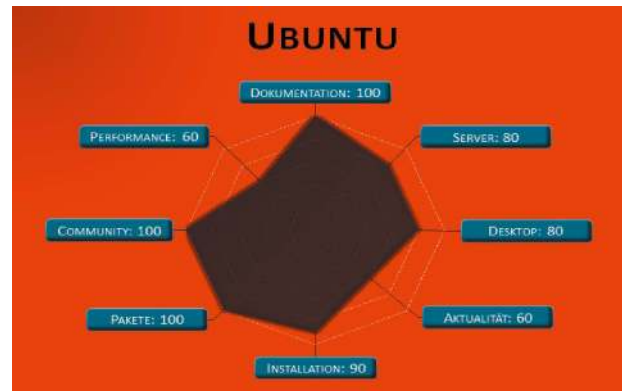 UBUNTU
DOKUMENTATION: 100
PERFORMANCE: 60
SERVER: 80
COMMUNITY: 100
DESKTOP: 80
PAKETE: 100
AKTUALITÄT: 60
INSTALLATION: 90